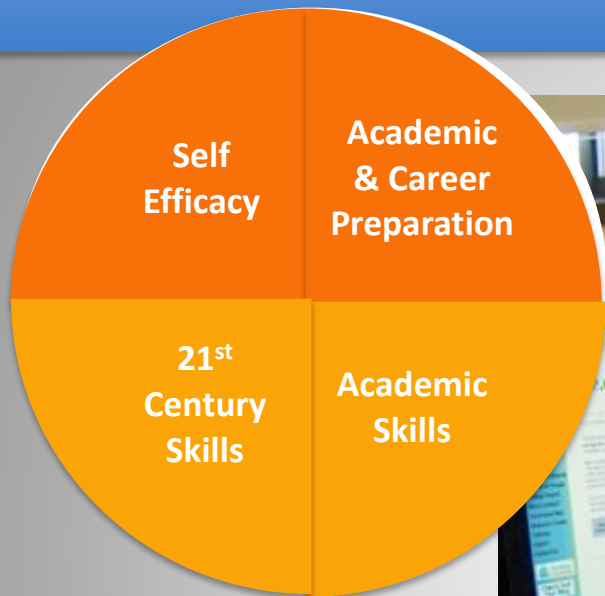 Self
Efficacy
Academic
& Career
Preparation
21st
Century
Skills
Academic
Skills